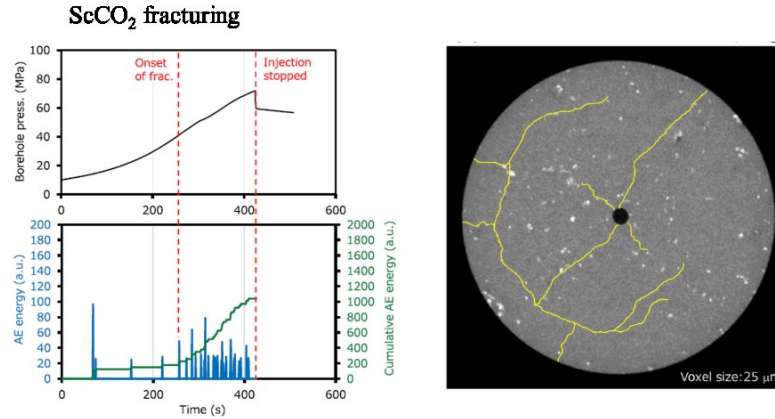 ScCO₂ fracturing
Borehole press. (MPa)
100
80
60
40
20
0
Onset
of frac.
Injection
stopped
0 200 400 600
AE energy (a.u.)
200
180
160
140
120
100
80
60
40
20
0
2000
1800
1600
1400
1200
1000
800
600
400
200
0
Cumulative AE energy (a.u.)
0 200 400 600
Time (s)
Voxel size:25 μm